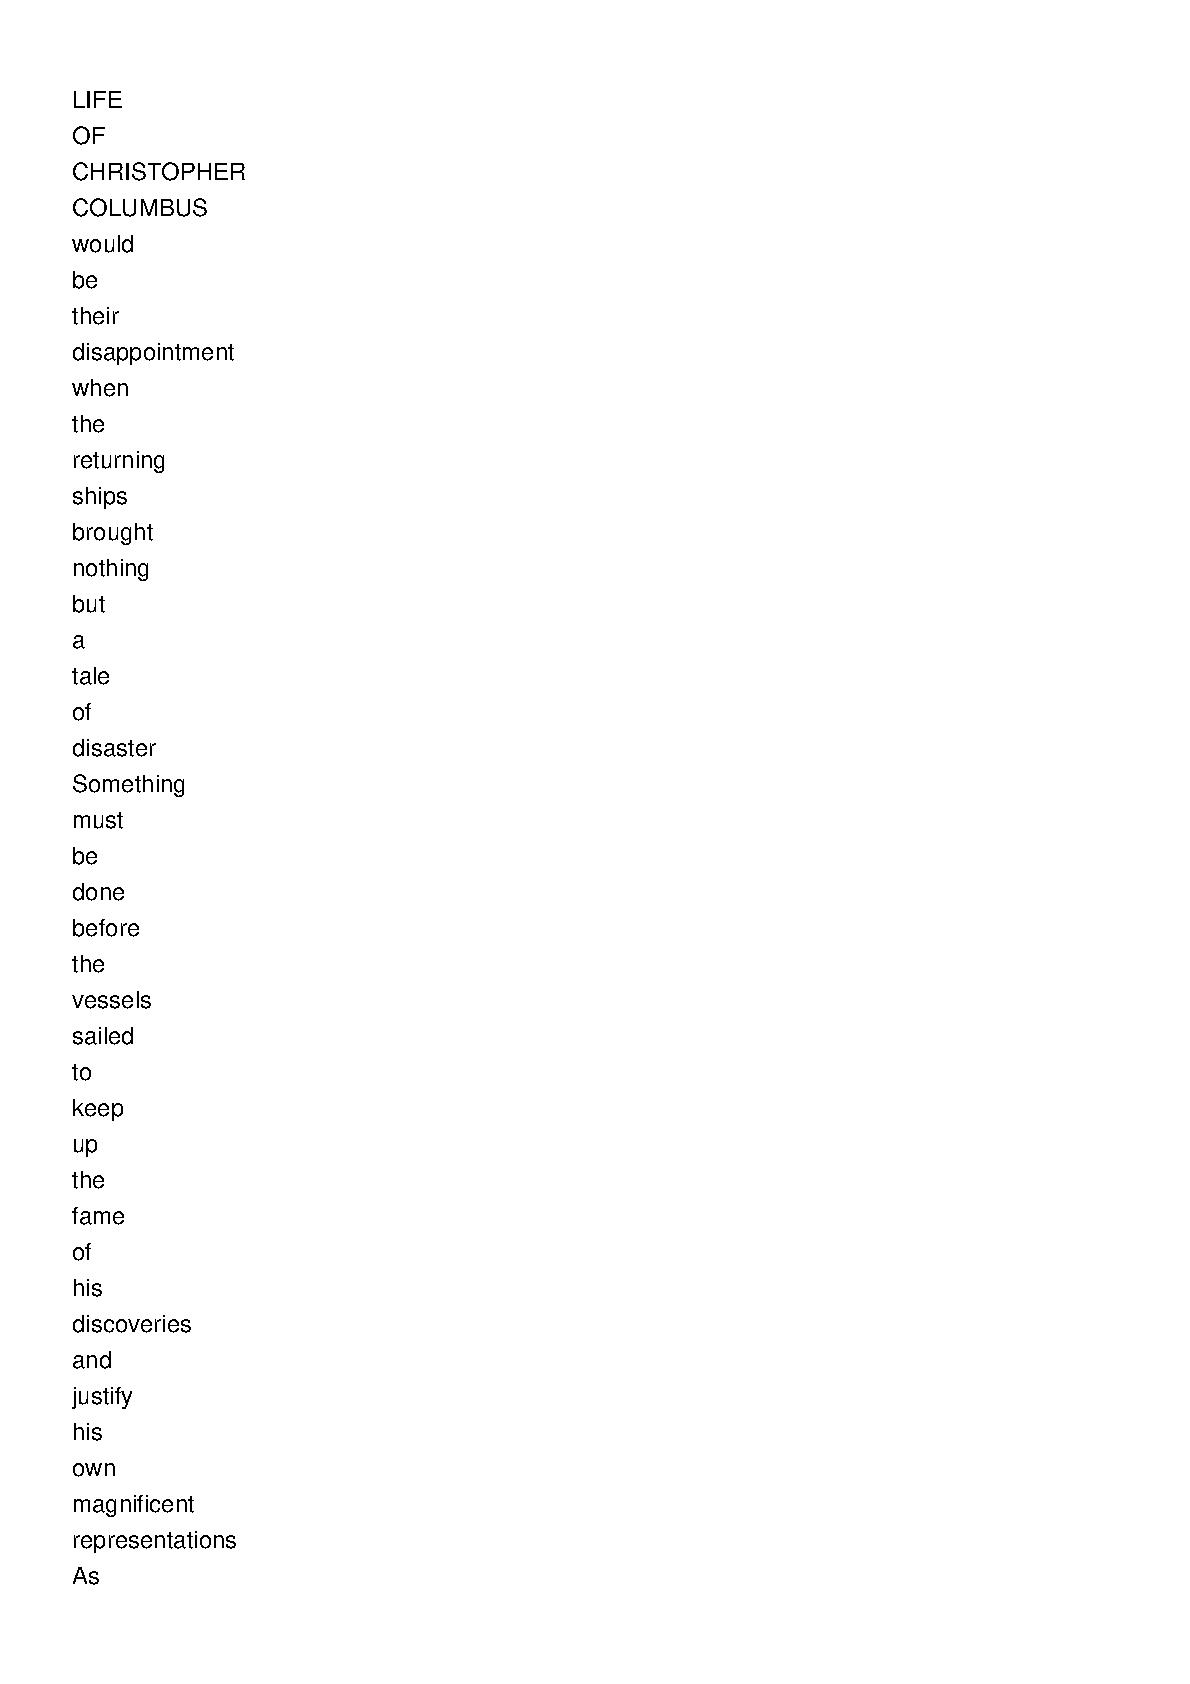 LIFE
OF
CHRISTOPHER
COLUMBUS
would
be
their
disappointment
when
the
returning
ships
brought
nothing
but
a
tale
of
disaster
Something
must
be
done
before
the
vessels
sailed
to
keep
up
the
fame
of
his
discoveries
and
justify
his
own
magnificent
representations
As